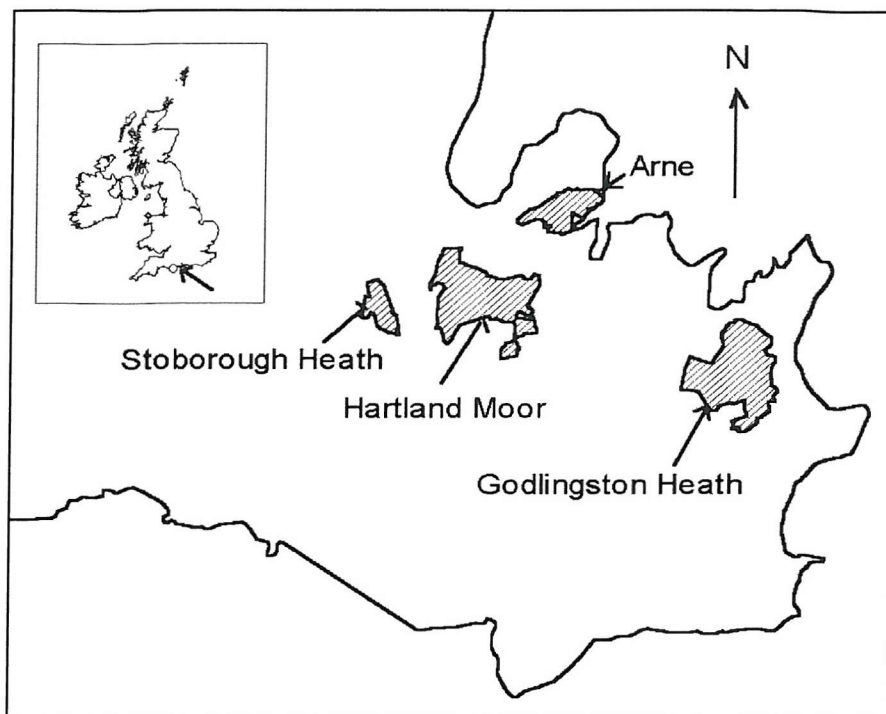 N
Arne
Stoborough Heath
Hartland Moor
Godlingston Heath